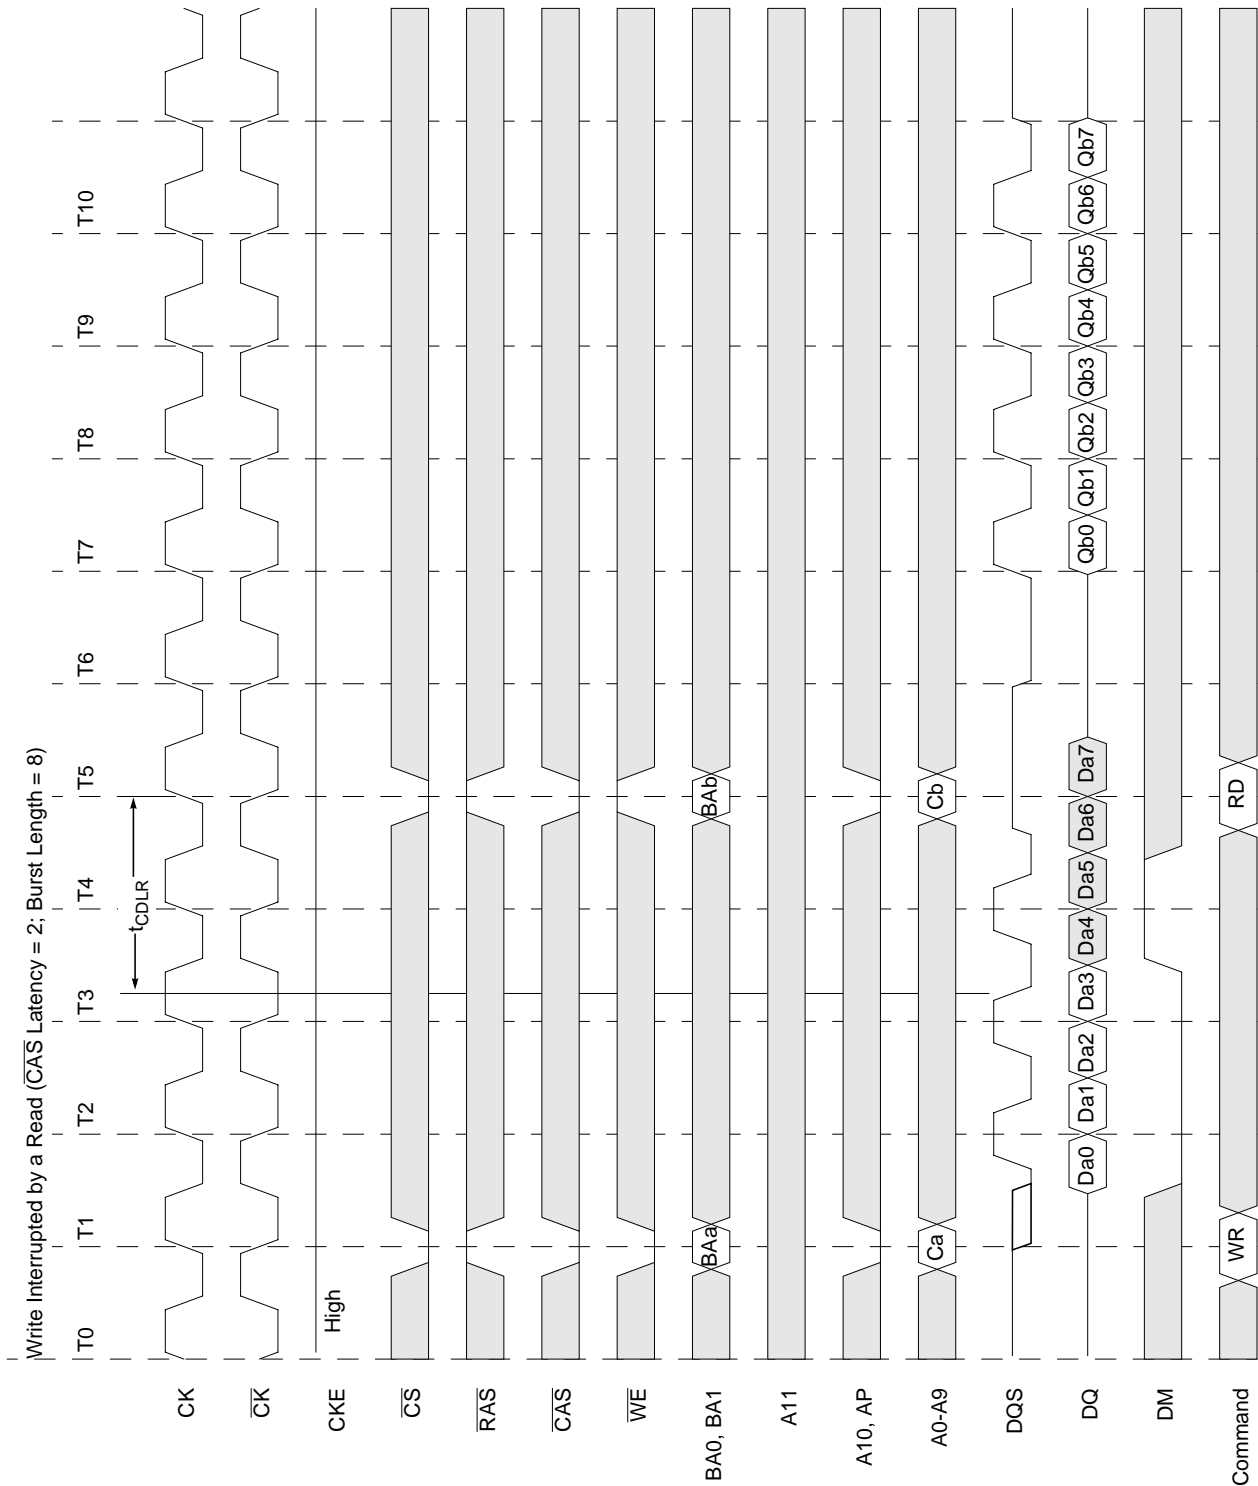 Write Interrupted by a Read (CAS Latency = 2; Burst Length = 8)
T0 T1 T2 T3 T4 T5 T6 T7 T8 T9 T10
tCDLR
CK
CK
CKE High
CS
RAS
CAS
WE
BA0, BA1 BAa BAb
A11
A10, AP
A0-A9 Ca Cb
DQS
DQ Da0 Da1 Da2 Da3 Da4 Da5 Da6 Da7 Qb0 Qb1 Qb2 Qb3 Qb4 Qb5 Qb6 Qb7
DM
Command WR RD